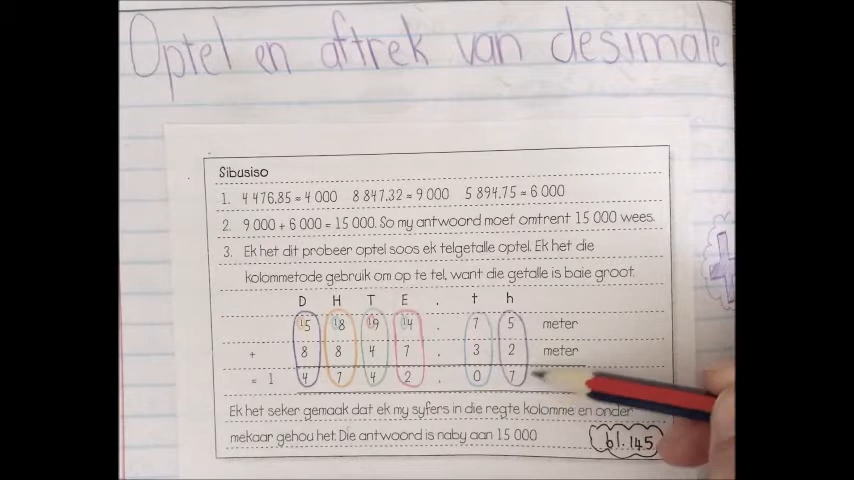 Optel en aftrek van desimale
Sibusiso
1. 4 476.85 ≈ 4 000 8 847.32 ≈ 9 000 5 894.75 ≈ 6 000
2. 9 000 + 6 000 = 15 000. So my antwoord moet omtrent 15 000 wees.
3. Ek het dit probeer optel soos ek telgetalle optel. Ek het die
kolommetode gebruik om op te tel, want die getalle is baie groot.
D H T E . t h
15 18 19 14 . 7 5 meter
+ 8 8 4 7 . 3 2 meter
= 1 4 7 4 2 . 0 7
Ek het seker gemaak dat ek my syfers in die regte kolomme en onder
mekaar gehou het. Die antwoord is naby aan 15 000
bl. 145